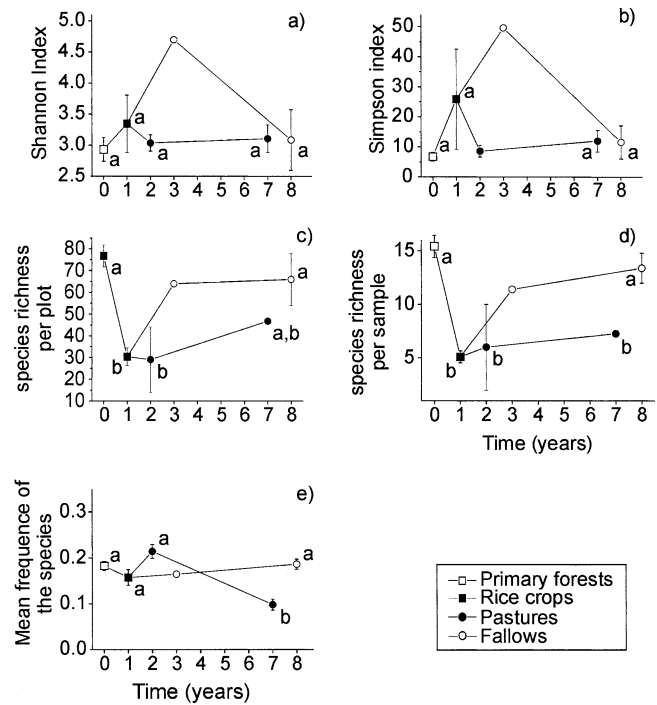 a)
Shannon Index
5.0
4.5
4.0
3.5
3.0
2.5
a
a
a
a
a
0 1 2 3 4 5 6 7 8
b)
Simpson index
50
40
30
20
10
0
a
a
a
a
0 1 2 3 4 5 6 7 8
c)
species richness
per plot
80
70
60
50
40
30
20
10
a
b
b
a
a,b
0 1 2 3 4 5 6 7 8
d)
species richness
per sample
15
10
5
a
b
b
a
b
0 1 2 3 4 5 6 7 8
Time (years)
e)
Mean frequence of
the species
0.3
0.2
0.1
0.0
a
a
a
a
b
0 1 2 3 4 5 6 7 8
Time (years)
Primary forests
Rice crops
Pastures
Fallows